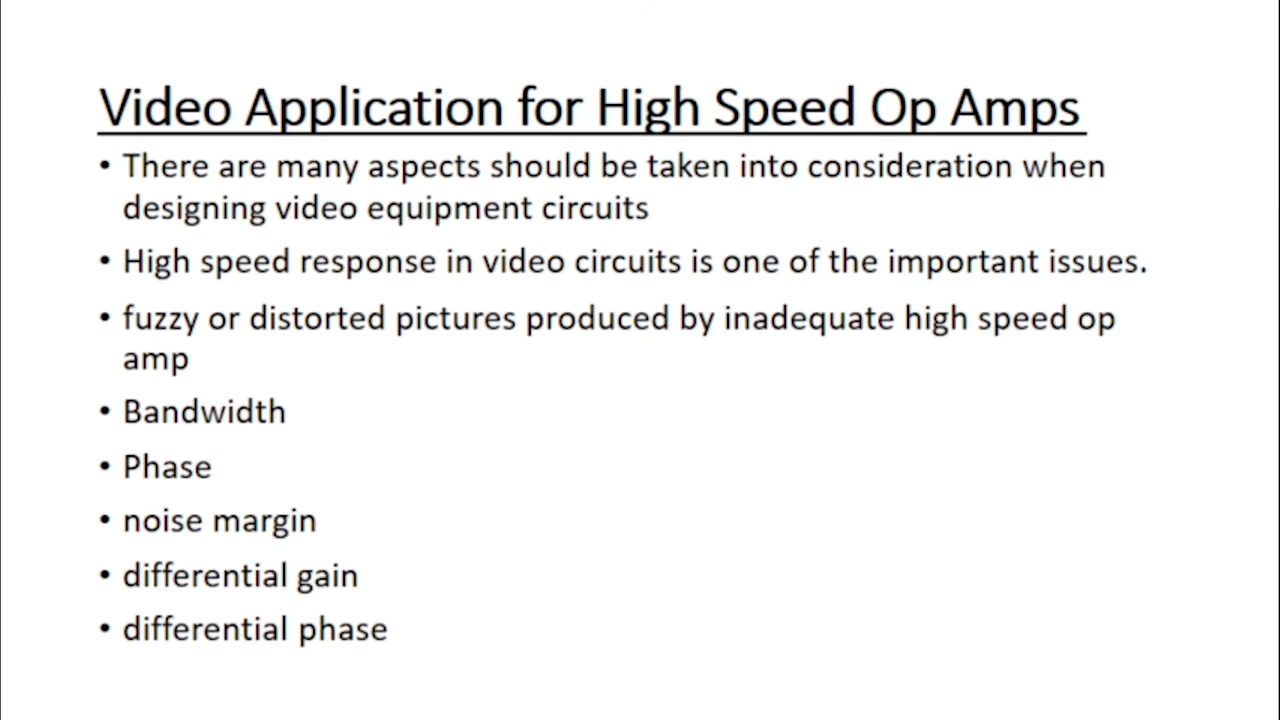 Video Application for High Speed Op Amps
• There are many aspects should be taken into consideration when
designing video equipment circuits
• High speed response in video circuits is one of the important issues.
• fuzzy or distorted pictures produced by inadequate high speed op
amp
• Bandwidth
• Phase
• noise margin
• differential gain
• differential phase